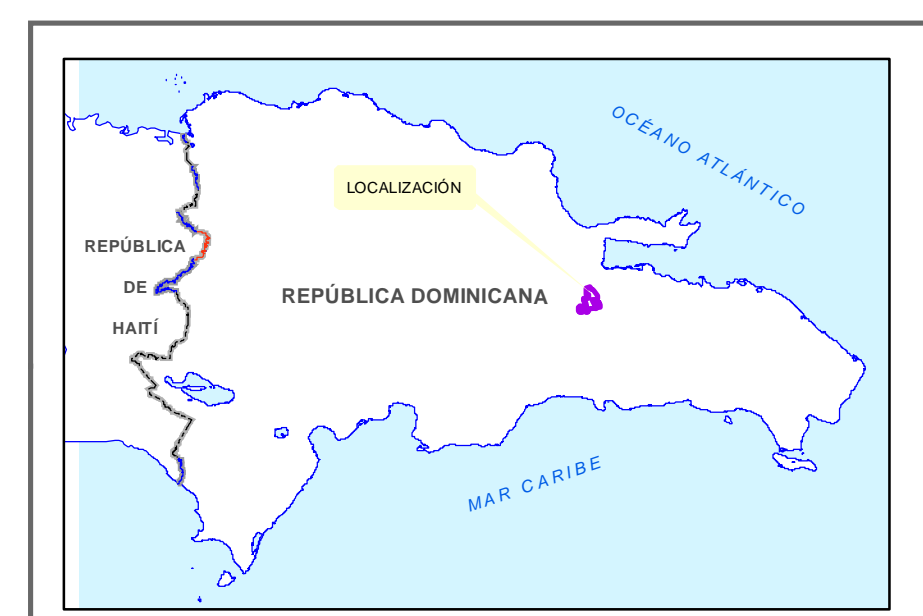 OCÉANO ATLÁNTICO
LOCALIZACIÓN
REPÚBLICA
DE
HAITÍ
REPÚBLICA DOMINICANA
MAR CARIBE